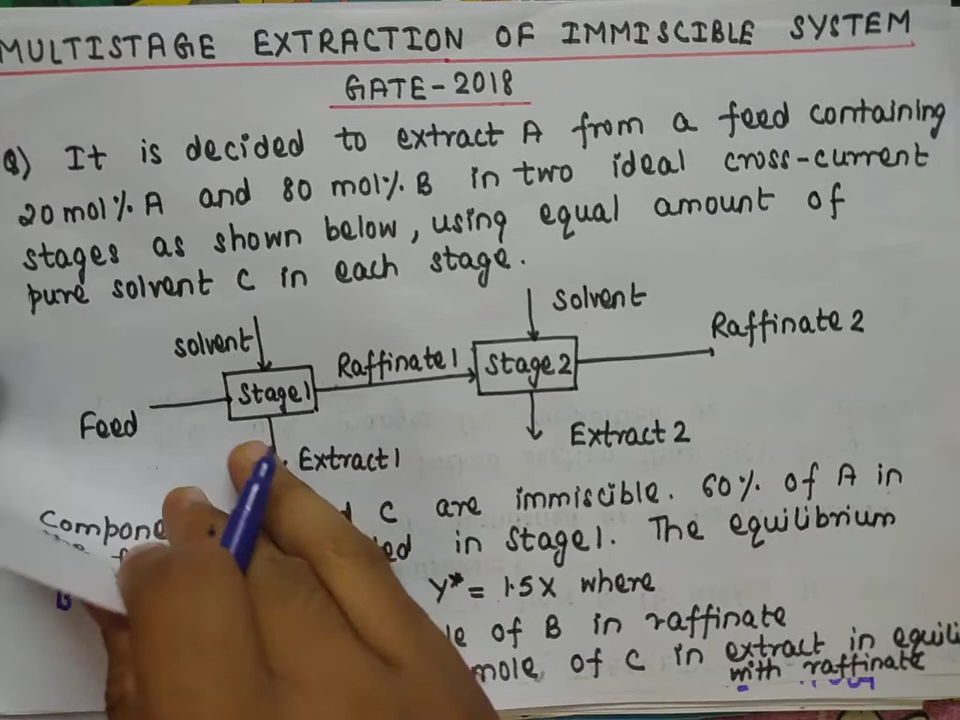 MULTISTAGE EXTRACTION OF IMMISCIBLE SYSTEM
GATE-2018
Q) It is decided to extract A from a feed containing
20 mol% A and 80 mol% B in two ideal cross-current
stages as shown below, using equal amount of
pure solvent C in each stage.
solvent
Raffinate 2
solvent
Raffinate 1
Stage 2
Stage 1
Feed
Extract 2
Extract 1
C are immiscible. 60% of A in
in stage 1. The equilibrium
Y* = 1.5X where
of B in raffinate
mole of C in extract in
with raffinate